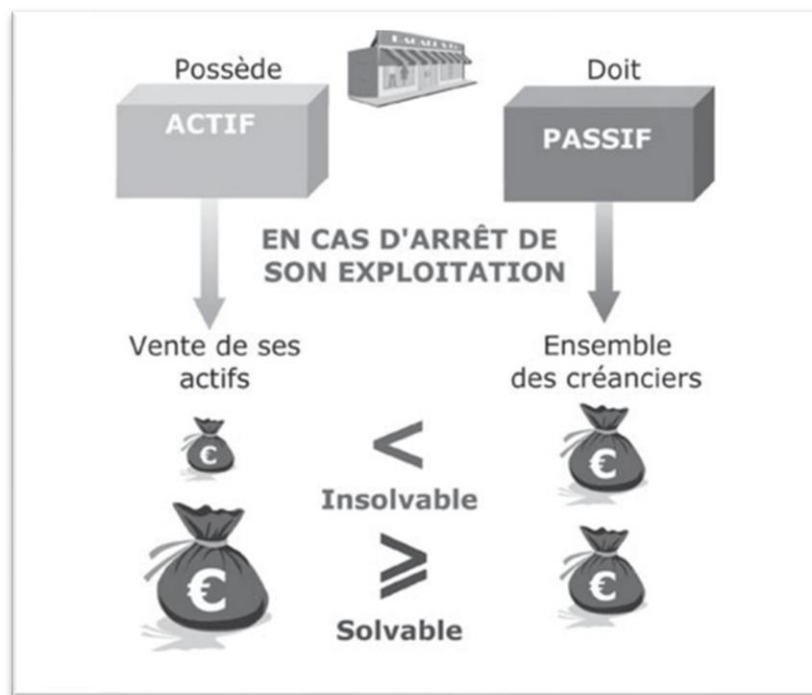 Possède
Doit
ACTIF
PASSIF
EN CAS D'ARRÊT DE
SON EXPLOITATION
Vente de ses
actifs
Ensemble
des créanciers
€
<
€
Insolvable
€
≥
€
Solvable